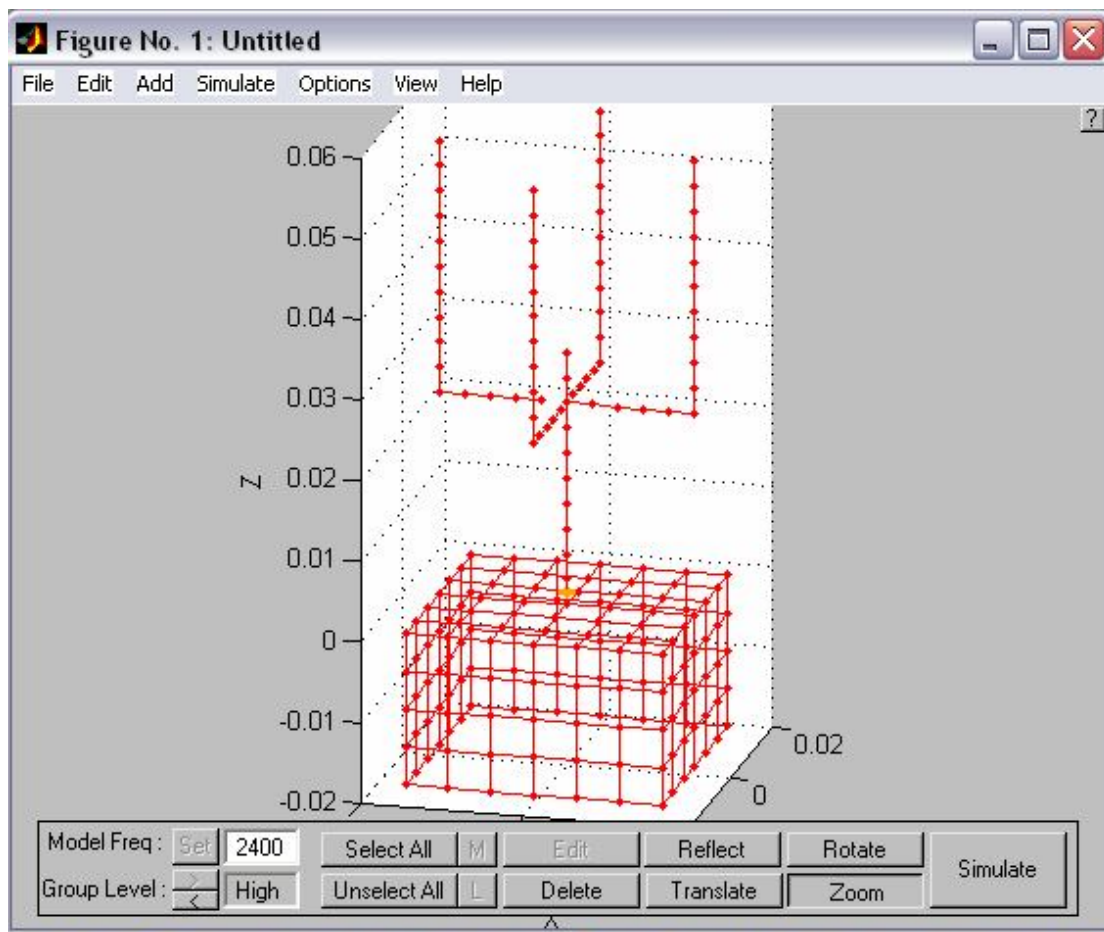 Figure No. 1: Untitled
File Edit Add Simulate Options View Help
?
0.06
0.05
0.04
0.03
Z
0.02
0.01
0
-0.01
-0.02
0.02
0
Model Freq : Set 2400 Select All M Edit Reflect Rotate Simulate
Group Level : > < High Unselect All L Delete Translate Zoom
^